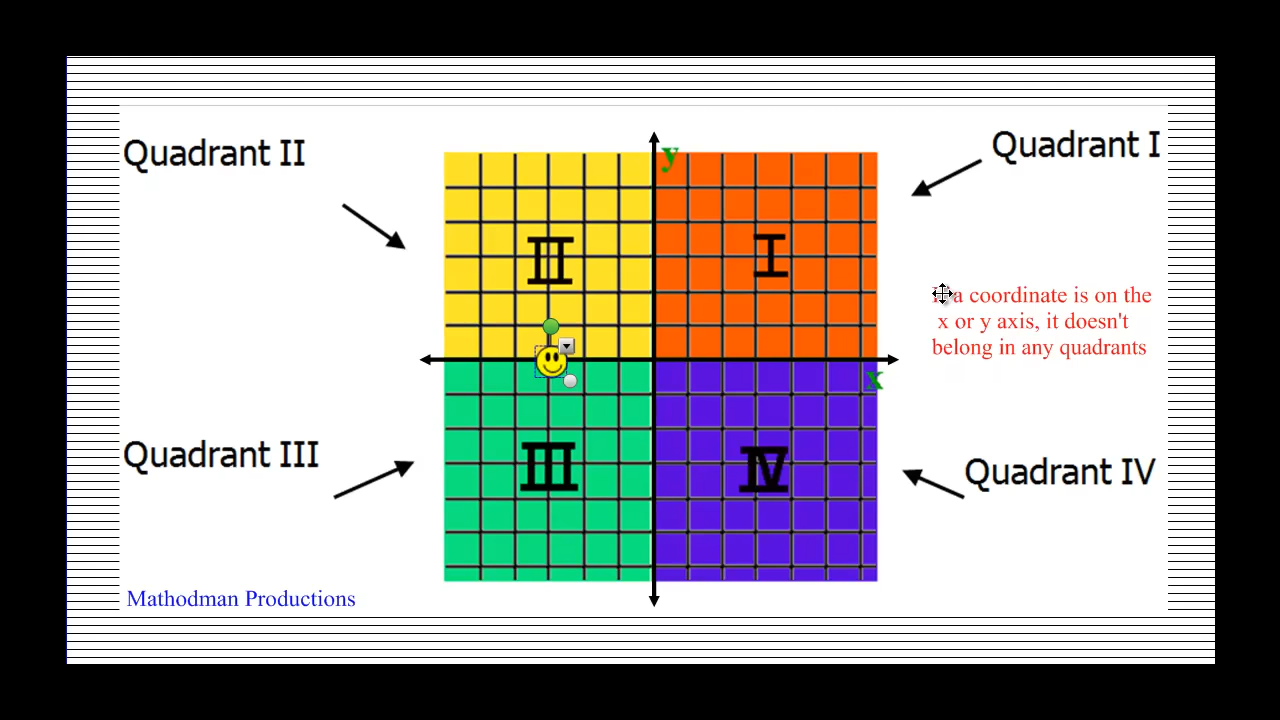 Quadrant II
Quadrant I
y
II
I
If a coordinate is on the
x or y axis, it doesn't
belong in any quadrants
x
Quadrant III
III
IV
Quadrant IV
Mathodman Productions